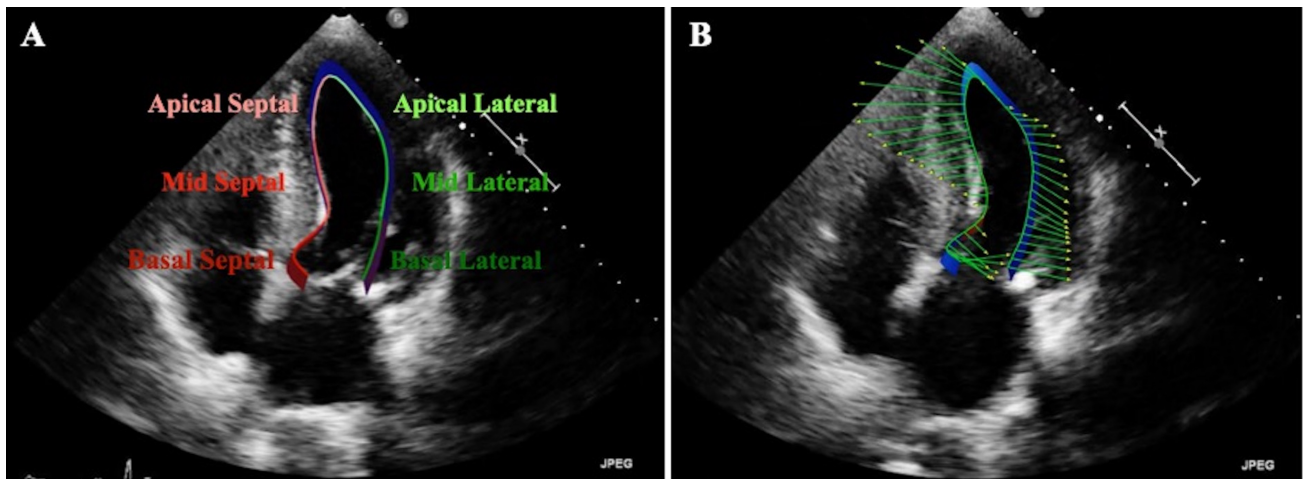 A
P
Apical Septal
Apical Lateral
Mid Septal
Mid Lateral
Basal Septal
Basal Lateral
JPEG
B
P
JPEG